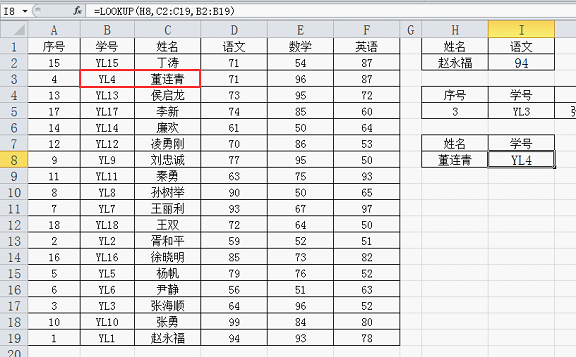 I8 fx =LOOKUP(H8,C2:C19,B2:B19)
A B C D E F G H I
1 序号 学号 姓名 语文 数学 英语 姓名 语文
2 15 YL15 丁涛 71 54 87 赵永福 94
3 4 YL4 董连青 71 96 87
4 13 YL13 侯启龙 73 95 72 序号 学号
5 17 YL17 李新 74 85 60 3 YL3
6 14 YL14 廉欢 61 50 64
7 12 YL12 凌勇刚 70 86 53 姓名 学号
8 9 YL9 刘忠诚 77 95 50 董连青 YL4
9 11 YL11 秦勇 63 75 93
10 8 YL8 孙树举 90 50 65
11 7 YL7 王丽利 93 67 97
12 18 YL18 王双 72 64 50
13 2 YL2 胥和平 59 52 51
14 16 YL16 徐晓明 85 73 82
15 5 YL5 杨帆 79 76 52
16 6 YL6 尹静 56 51 63
17 3 YL3 张海顺 64 96 52
18 10 YL10 张勇 99 84 80
19 1 YL1 赵永福 94 93 78
20